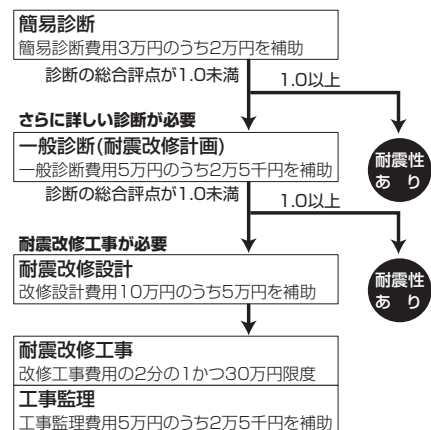 簡易診断
簡易診断費用3万円のうち2万円を補助
診断の総合評点が1.0未満
1.0以上
さらに詳しい診断が必要
一般診断(耐震改修計画)
一般診断費用5万円のうち2万5千円を補助
耐震性
あり
診断の総合評点が1.0未満
1.0以上
耐震改修工事が必要
耐震改修設計
改修設計費用10万円のうち5万円を補助
耐震性
あり
耐震改修工事
改修工事費用の2分の1かつ30万円限度
工事監理
工事監理費用5万円のうち2万5千円を補助